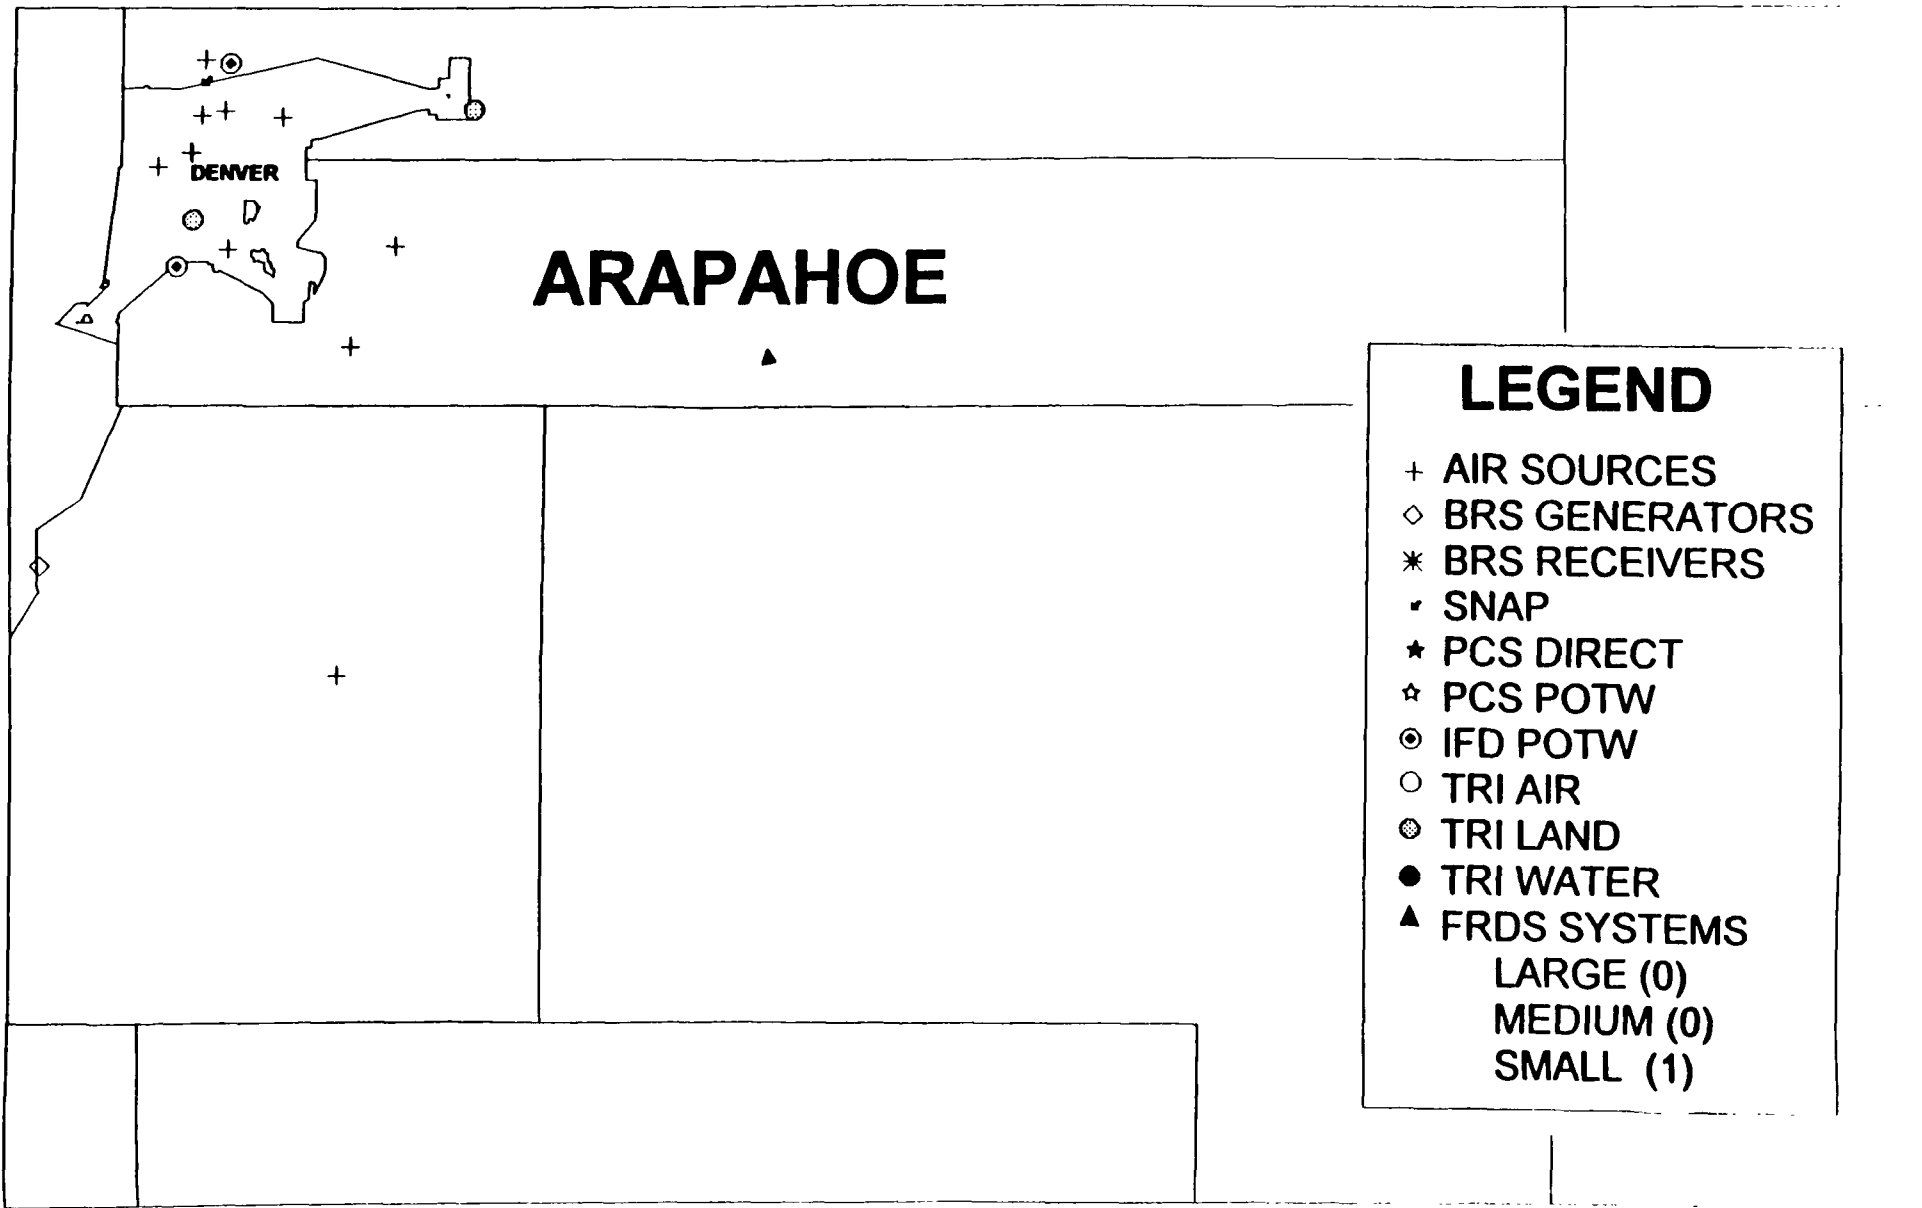 DENVER
ARAPAHOE
LEGEND
AIR SOURCES
BRS GENERATORS
BRS RECEIVERS
SNAP
PCS DIRECT
PCS POTW
IFD POTW
TRI AIR
TRI LAND
TRI WATER
FRDS SYSTEMS
LARGE (0)
MEDIUM (0)
SMALL (1)